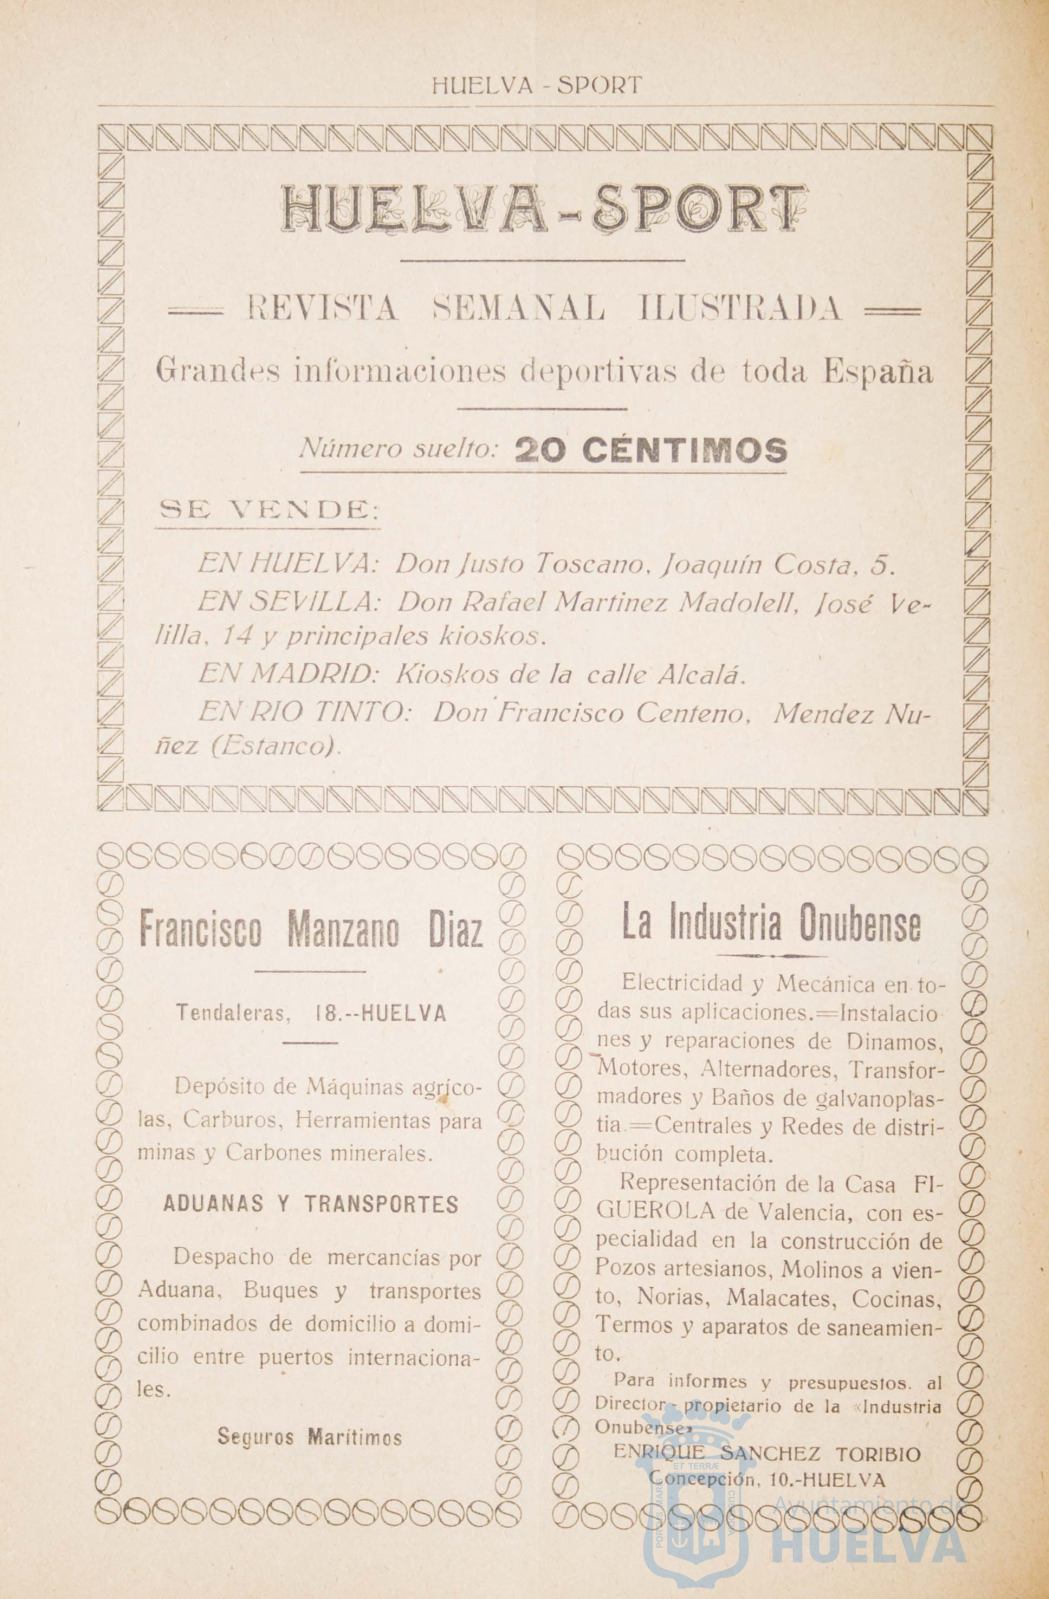 HUELVA - SPORT
HUELVA - SPORT
REVISTA SEMANAL ILUSTRADA
Grandes informaciones deportivas de toda España
Número suelto: 20 CÉNTIMOS
SE VENDE:
EN HUELVA: Don Justo Toscano, Joaquín Costa, 5.
EN SEVILLA: Don Rafael Martinez Madolell, José Ve-
lilla, 14 y principales kioskos.
EN MADRID: Kioskos de la calle Alcalá.
EN RIO TINTO: Don Francisco Centeno, Mendez Nu-
ñez (Estanco).
Francisco Manzano Diaz
Tendaleras, 18.--HUELVA
Depósito de Máquinas agríco-
las, Carburos, Herramientas para
minas y Carbones minerales.
ADUANAS Y TRANSPORTES
Despacho de mercancías por
Aduana, Buques y transportes
combinados de domicilio a domi-
cilio entre puertos internaciona-
les.
Seguros Marítimos
La Industria Onubense
Electricidad y Mecánica en to-
das sus aplicaciones.=Instalacio
nes y reparaciones de Dinamos,
Motores, Alternadores, Transfor-
madores y Baños de galvanoplas-
tia.=Centrales y Redes de distri-
bución completa.
Representación de la Casa FI-
GUEROLA de Valencia, con es-
pecialidad en la construcción de
Pozos artesianos, Molinos a vien-
to, Norias, Malacates, Cocinas,
Termos y aparatos de saneamien-
to.
Para informes y presupuestos. al
Director - propietario de la «Industria
Onubense»
ENRIQUE SANCHEZ TORIBIO
Concepción, 10.-HUELVA
ET TERRÆ
Ayuntamiento de
HUELVA